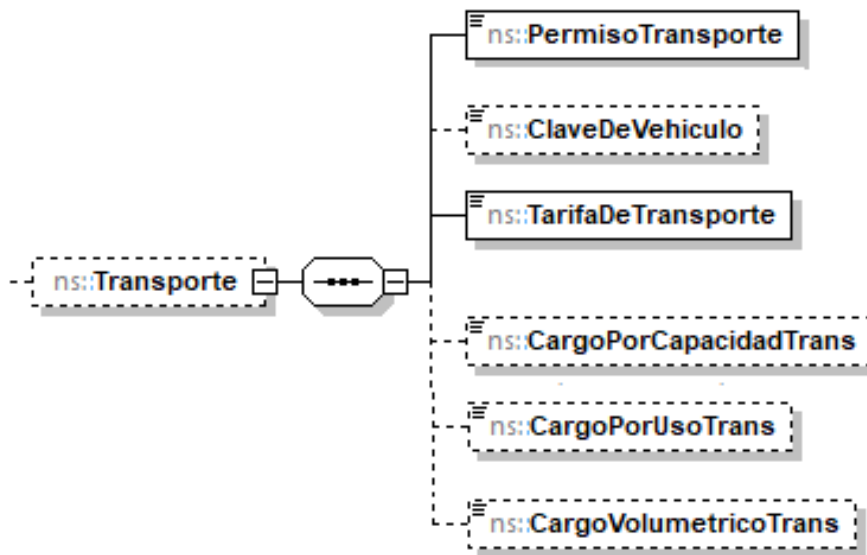 ns::PermisoTransporte
ns::ClaveDeVehiculo
ns::TarifaDeTransporte
ns::Transporte
ns::CargoPorCapacidadTrans
ns::CargoPorUsoTrans
ns::CargoVolumetricoTrans